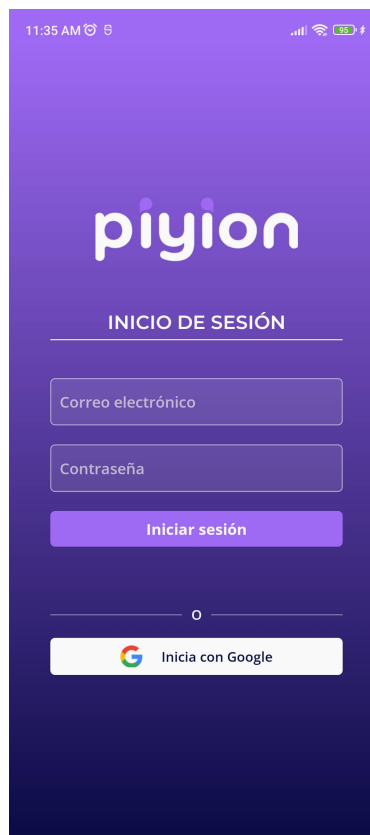 11:35 AM
95
piyion
INICIO DE SESIÓN
Correo electrónico
Contraseña
Iniciar sesión
O
Inicia con Google